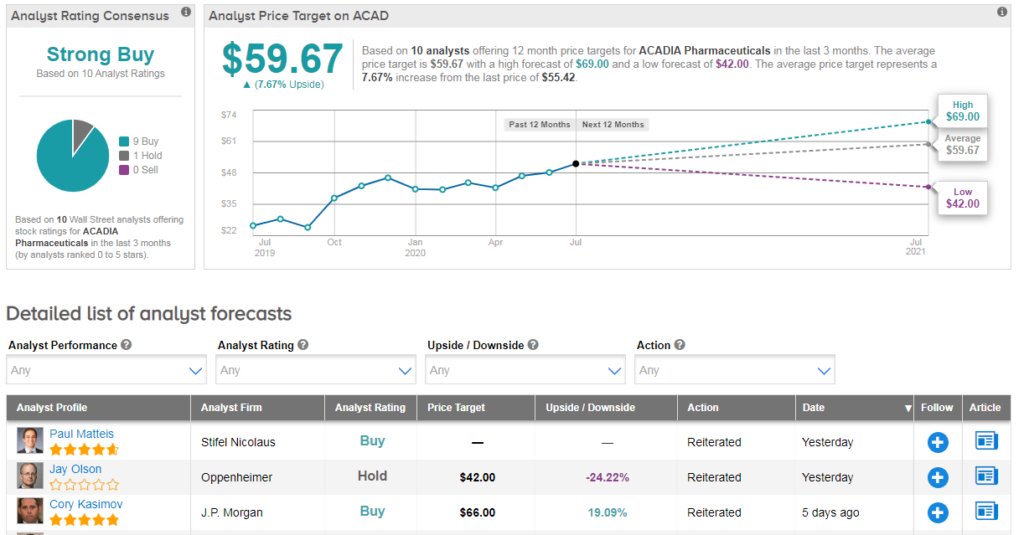 Analyst Rating Consensus
Strong Buy
Based on 10 Analyst Ratings
9 Buy
1 Hold
0 Sell
Based on 10 Wall Street analysts offering
stock ratings for ACADIA
Pharmaceuticals in the last 3 months
(by analysts ranked 0 to 5 stars).
Analyst Price Target on ACAD
$59.67
▲ (7.67% Upside)
Based on 10 analysts offering 12 month price targets for ACADIA Pharmaceuticals in the last 3 months. The average
price target is $59.67 with a high forecast of $69.00 and a low forecast of $42.00. The average price target represents a
7.67% increase from the last price of $55.42.
$74
$61
$48
$35
$22
Past 12 Months Next 12 Months
High
$69.00
Average
$59.67
Low
$42.00
Jul
2019
Oct
Jan
2020
Apr
Jul
Jul
2021
Detailed list of analyst forecasts
Analyst Performance ? Analyst Rating ? Upside / Downside ? Action ?
Any Any Any Any
Analyst Profile Analyst Firm Analyst Rating Price Target Upside / Downside Action Date ▼ Follow Article
Paul Matteis Stifel Nicolaus Buy — — Reiterated Yesterday
Jay Olson Oppenheimer Hold $42.00 -24.22% Reiterated Yesterday
Cory Kasimov J.P. Morgan Buy $66.00 19.09% Reiterated 5 days ago